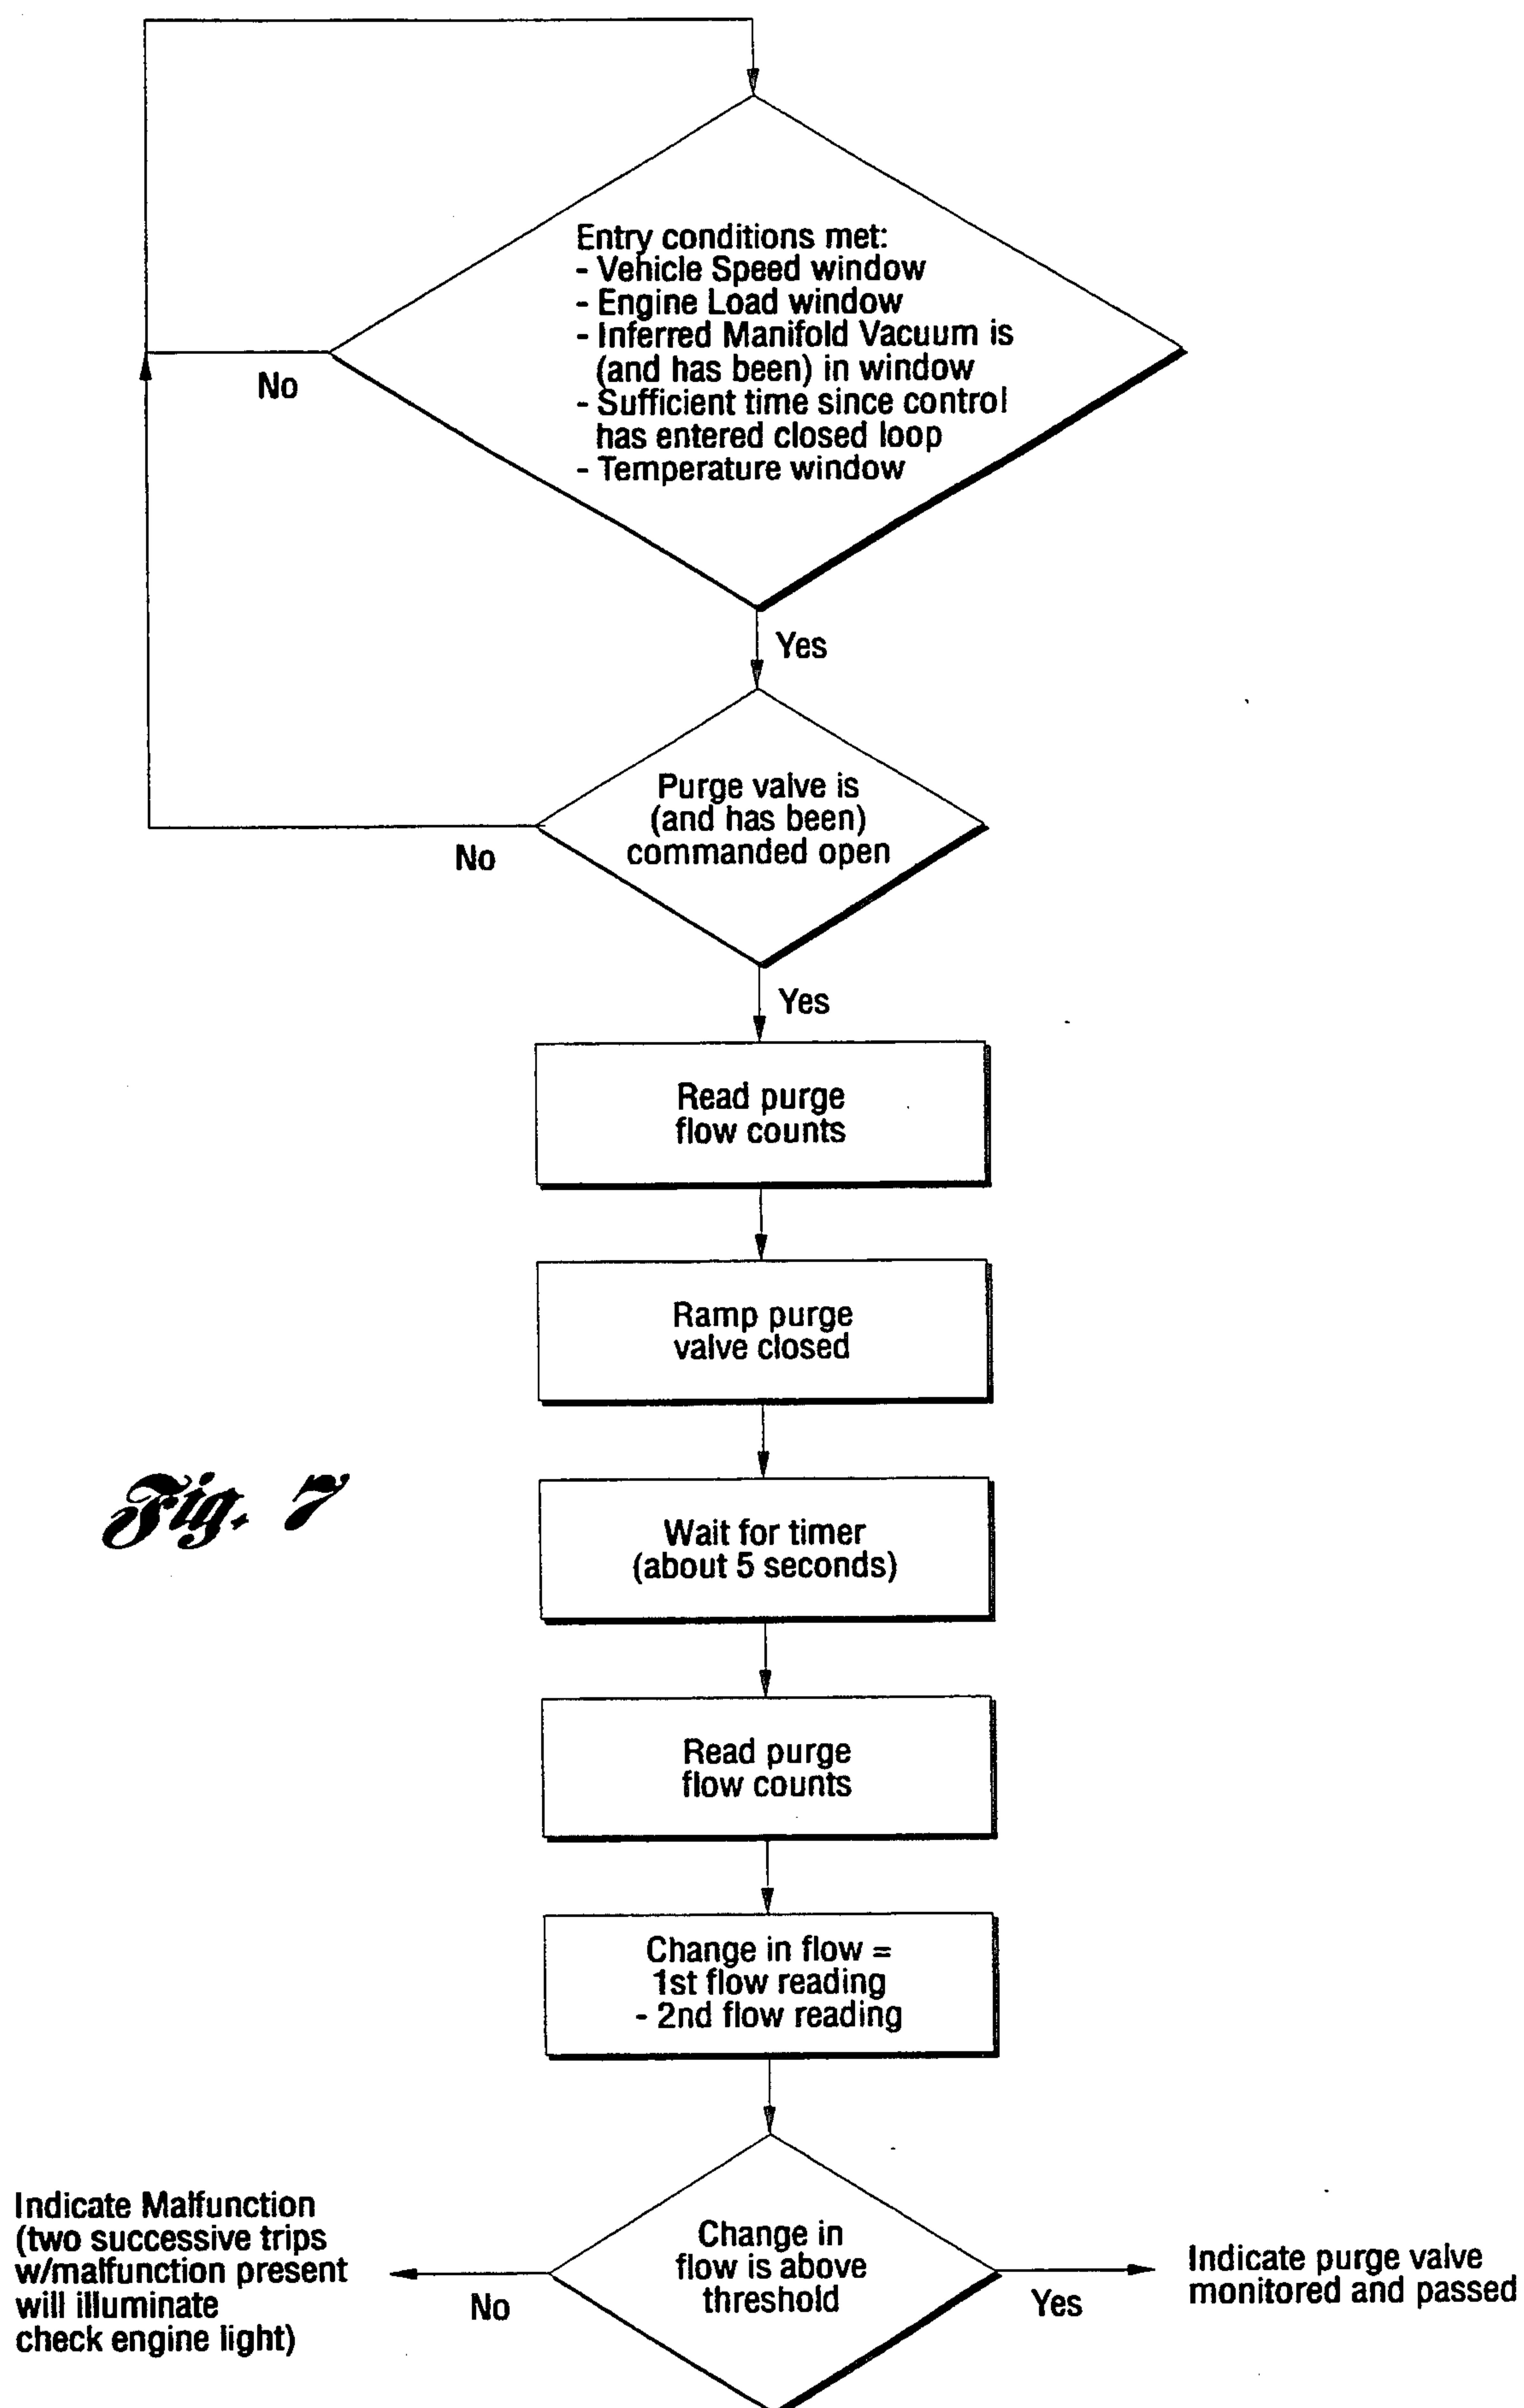 Entry conditions met:
- Vehicle Speed window
- Engine Load window
- Inferred Manifold Vacuum is
(and has been) in window
- Sufficient time since control
has entered closed loop
- Temperature window
No
Yes
Purge valve is
(and has been)
commanded open
No
Yes
Read purge
flow counts
Ramp purge
valve closed
Fig. 7
Wait for timer
(about 5 seconds)
Read purge
flow counts
Change in flow =
1st flow reading
- 2nd flow reading
Change in
flow is above
threshold
Indicate Malfunction
(two successive trips
w/malfunction present
will illuminate
check engine light)
No
Yes
Indicate purge valve
monitored and passed